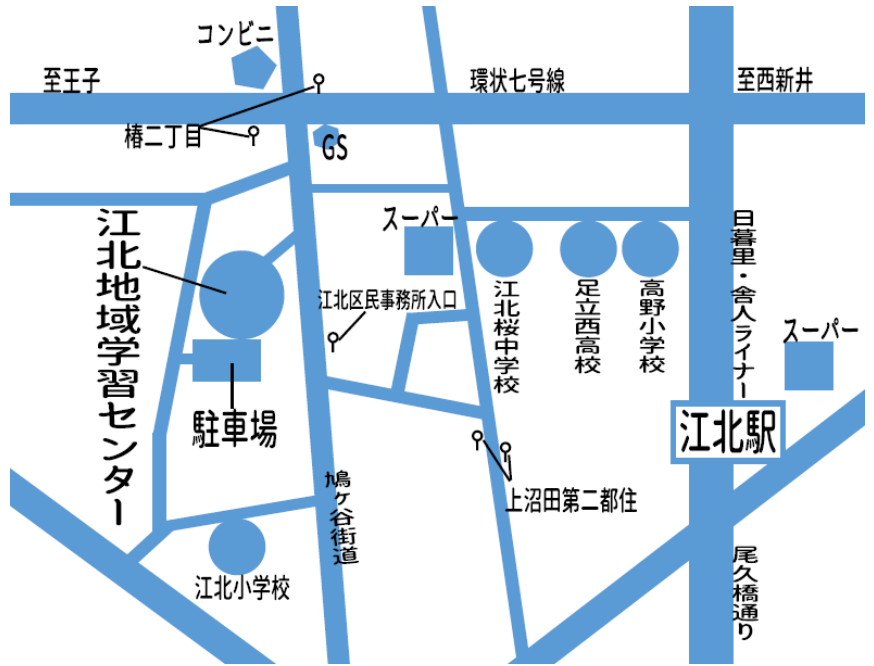 コンビニ
至王子
環状七号線
至西新井
椿二丁目
GS
スーパー
江北地域学習センター
江北区民事務所入口
江北桜中学校
足立西高校
高野小学校
日暮里・舎人ライナー
スーパー
駐車場
江北駅
鳩ヶ谷街道
上沼田第二都住
江北小学校
尾久橋通り